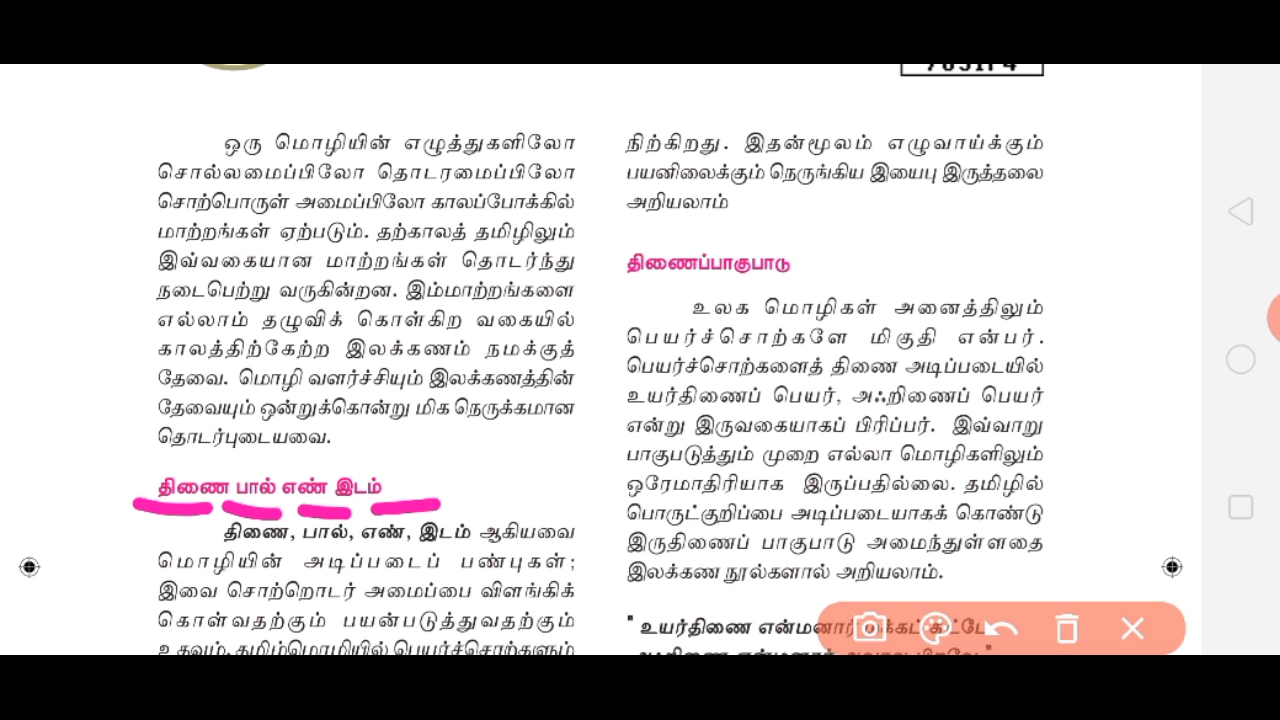 ஒரு மொழியின் எழுத்துகளிலோ
சொல்லமைப்பிலோ தொடரமைப்பிலோ
சொற்பொருள் அமைப்பிலோ காலப்போக்கில்
மாற்றங்கள் ஏற்படும். தற்காலத் தமிழிலும்
இவ்வகையான மாற்றங்கள் தொடர்ந்து
நடைபெற்று வருகின்றன. இம்மாற்றங்களை
எல்லாம் தழுவிக் கொள்கிற வகையில்
காலத்திற்கேற்ற இலக்கணம் நமக்குத்
தேவை. மொழி வளர்ச்சியும் இலக்கணத்தின்
தேவையும் ஒன்றுக்கொன்று மிக நெருக்கமான
தொடர்புடையவை.
திணை பால் எண் இடம்
திணை, பால், எண், இடம் ஆகியவை
மொழியின் அடிப்படைப் பண்புகள்;
இவை சொற்றொடர் அமைப்பை விளங்கிக்
கொள்வதற்கும் பயன்படுத்துவதற்கும்
உதவும். தமிழ்மொழியில் பெயர்ச்சொற்களும்
நிற்கிறது. இதன்மூலம் எழுவாய்க்கும்
பயனிலைக்கும் நெருங்கிய இயைபு இருத்தலை
அறியலாம்
திணைப்பாகுபாடு
உலக மொழிகள் அனைத்திலும்
பெயர்ச்சொற்களே மிகுதி என்பர்.
பெயர்ச்சொற்களைத் திணை அடிப்படையில்
உயர்திணைப் பெயர், அஃறிணைப் பெயர்
என்று இருவகையாகப் பிரிப்பர். இவ்வாறு
பாகுபடுத்தும் முறை எல்லா மொழிகளிலும்
ஒரேமாதிரியாக இருப்பதில்லை. தமிழில்
பொருட்குறிப்பை அடிப்படையாகக் கொண்டு
இருதிணைப் பாகுபாடு அமைந்துள்ளதை
இலக்கண நூல்களால் அறியலாம்.
" உயர்திணை என்மனார்